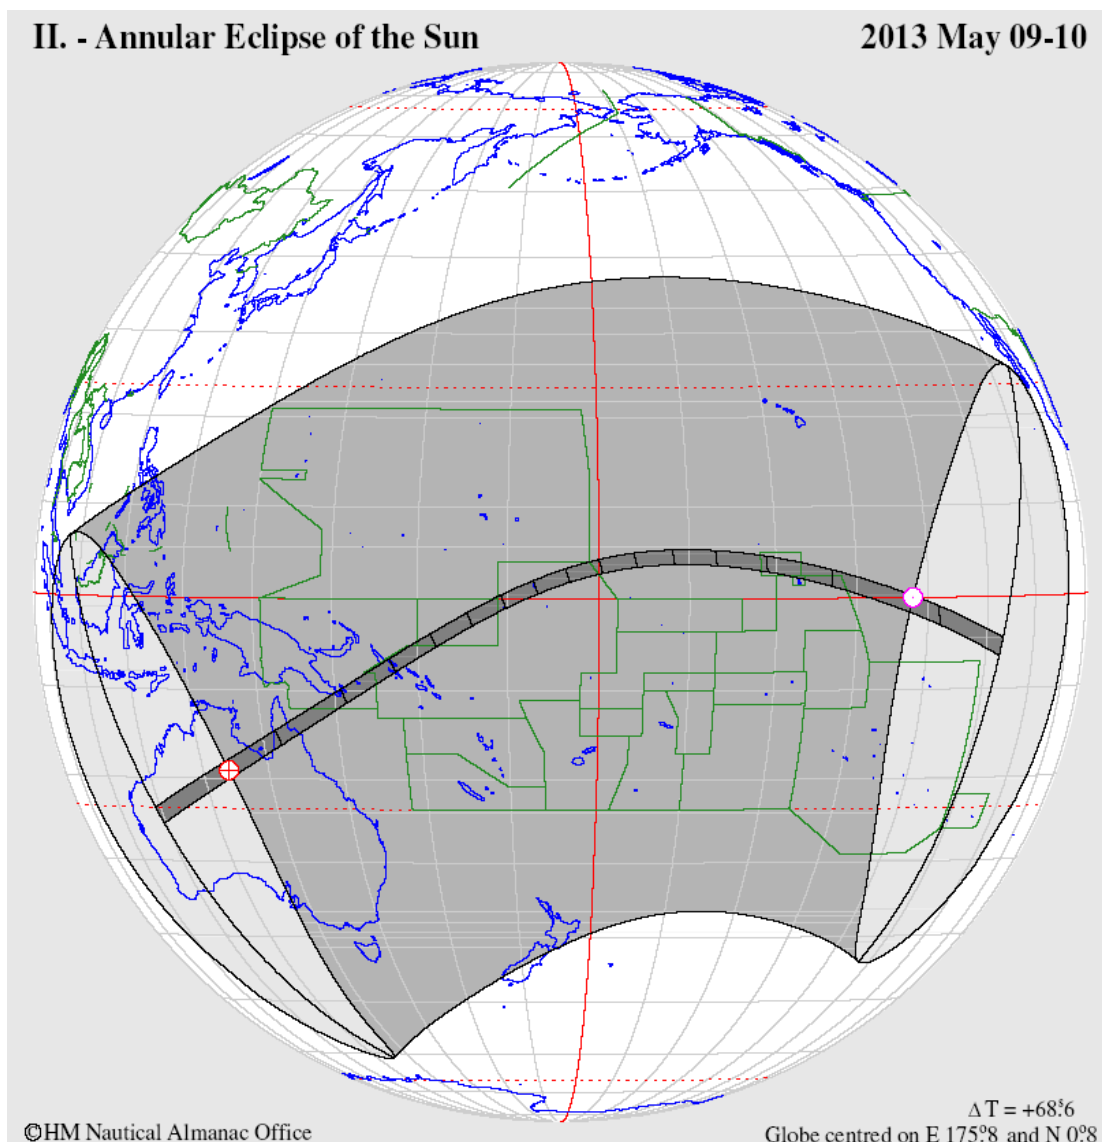 II. - Annular Eclipse of the Sun
2013 May 09-10
ΔT = +68ˢ.6
©HM Nautical Almanac Office
Globe centred on E 175°.8 and N 0°.8